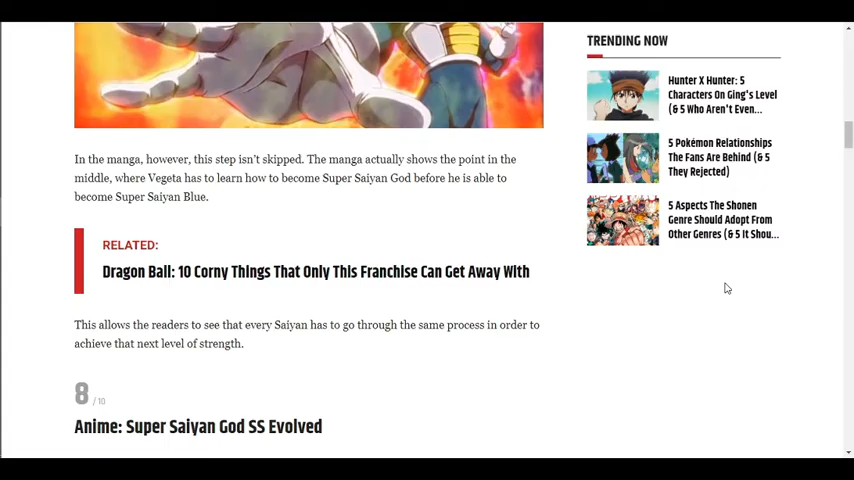 In the manga, however, this step isn't skipped. The manga actually shows the point in the
middle, where Vegeta has to learn how to become Super Saiyan God before he is able to
become Super Saiyan Blue.
RELATED:
Dragon Ball: 10 Corny Things That Only This Franchise Can Get Away With
This allows the readers to see that every Saiyan has to go through the same process in order to
achieve that next level of strength.
8 / 10
Anime: Super Saiyan God SS Evolved
TRENDING NOW
Hunter X Hunter: 5
Characters On Ging's Level
(& 5 Who Aren't Even...
5 Pokémon Relationships
The Fans Are Behind (& 5
They Rejected)
5 Aspects The Shonen
Genre Should Adopt From
Other Genres (& 5 It Shou...